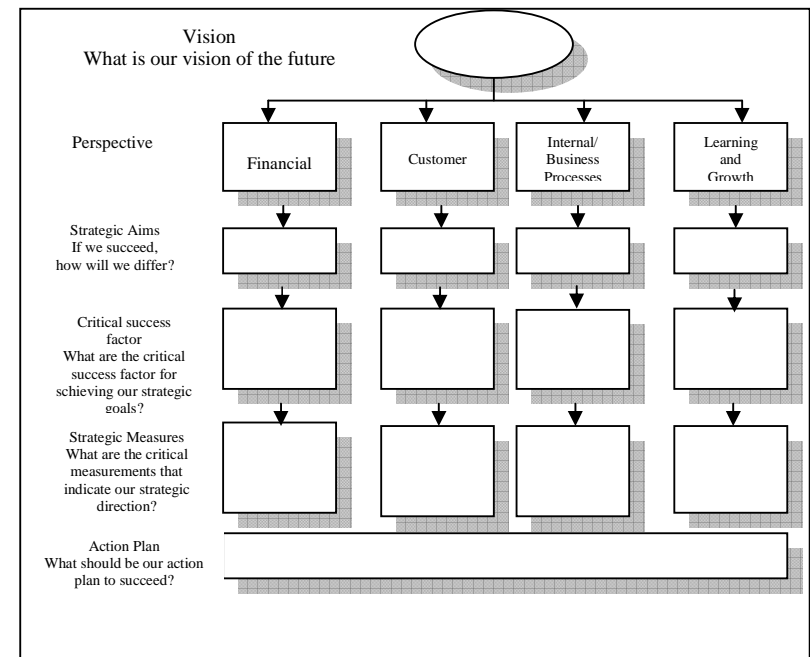 Vision
What is our vision of the future
Perspective
Financial
Customer
Internal/
Business
Processes
Learning
and
Growth
Strategic Aims
If we succeed,
how will we differ?
Critical success
factor
What are the critical
success factor for
schieving our strategic
goals?
Strategic Measures
What are the critical
measurements that
indicate our strategic
direction?
Action Plan
What should be our action
plan to succeed?